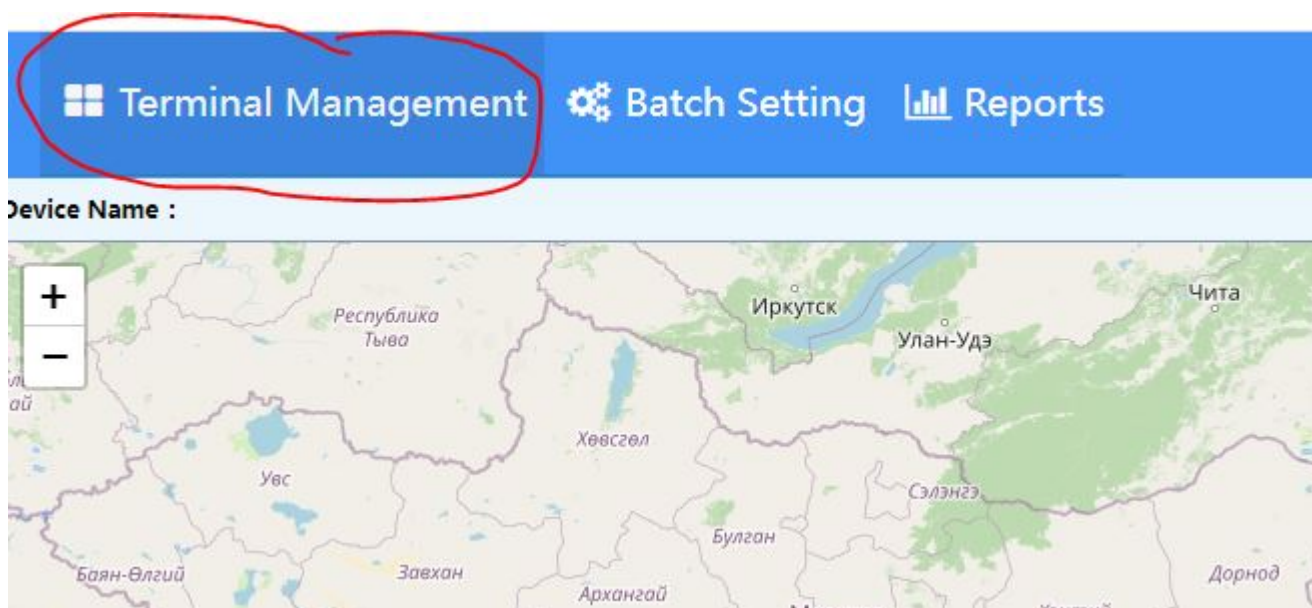 Terminal Management Batch Setting Reports
Device Name :
+
Иркутск
Чита
Республика
Тыва
−
Улан-Удэ
ай
Хөвсгөл
Увс
Сэлэнгэ
Булган
Баян-Өлгий
Завхан
Архангай
Дорнод